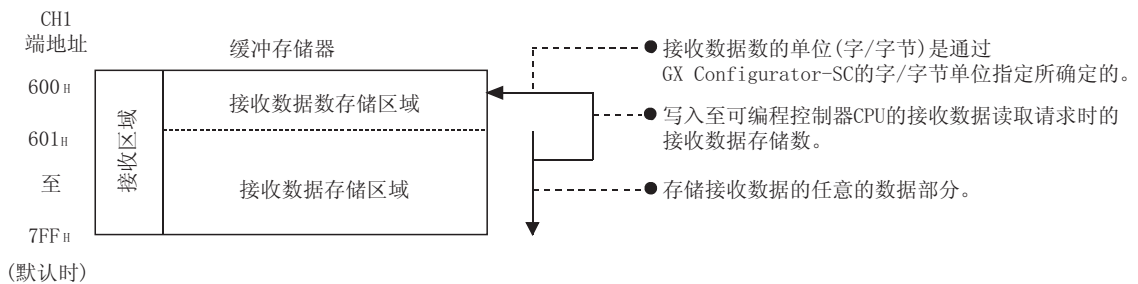 CH1
端地址
缓冲存储器
600H
601H
至
7FFH
(默认时)
接收区域
接收数据数存储区域
接收数据存储区域
●接收数据数的单位(字/字节)是通过
GX Configurator-SC的字/字节单位指定所确定的。
●写入至可编程控制器CPU的接收数据读取请求时的
接收数据存储数。
●存储接收数据的任意的数据部分。